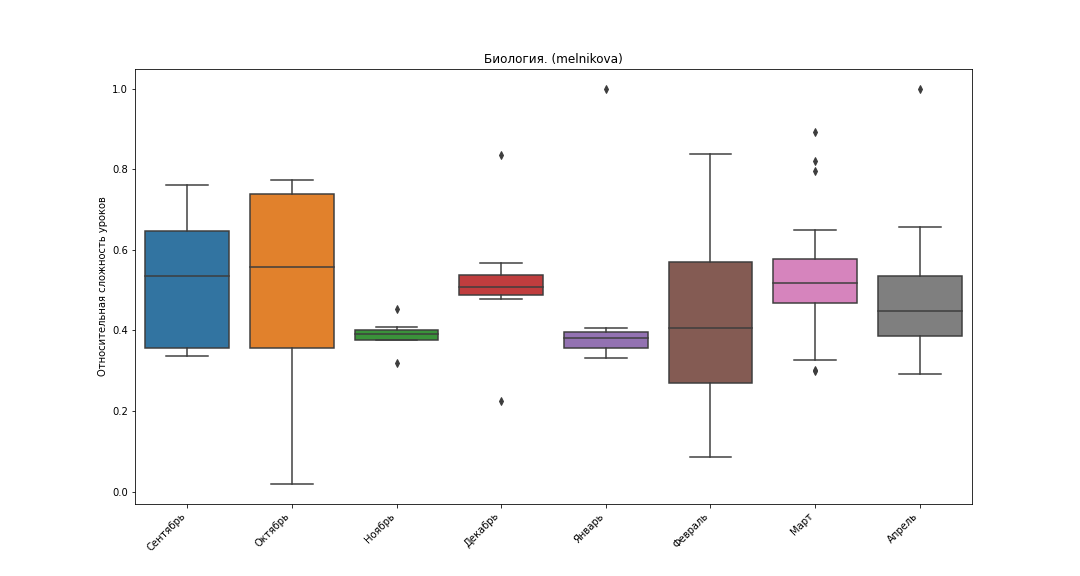 Биология. (melnikova)
Относительная сложность уроков
1.0
0.8
0.6
0.4
0.2
0.0
Сентябрь
Октябрь
Ноябрь
Декабрь
Январь
Февраль
Март
Апрель